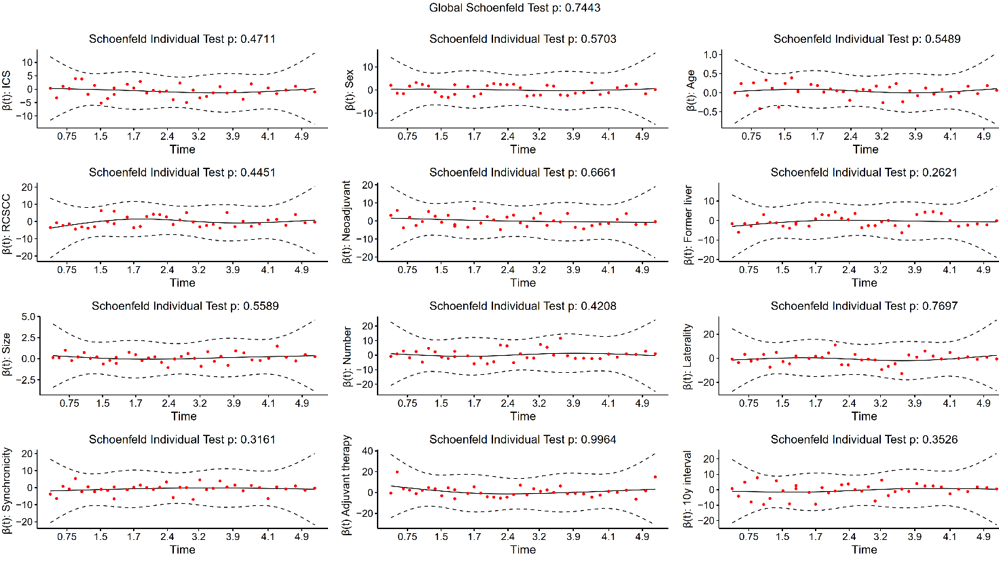 Global Schoenfeld Test p: 0.7443
Schoenfeld Individual Test p: 0.4711
β(t): ICS
10
5
0
−5
−10
0.75 1.5 1.7 2.4 3.2 3.9 4.1 4.9
Time
Schoenfeld Individual Test p: 0.5703
β(t): Sex
10
0
−10
0.75 1.5 1.7 2.4 3.2 3.9 4.1 4.9
Time
Schoenfeld Individual Test p: 0.5489
β(t): Age
1.0
0.5
0.0
−0.5
0.75 1.5 1.7 2.4 3.2 3.9 4.1 4.9
Time
Schoenfeld Individual Test p: 0.4451
β(t): RCSCC
20
10
0
−10
−20
0.75 1.5 1.7 2.4 3.2 3.9 4.1 4.9
Time
Schoenfeld Individual Test p: 0.6661
β(t): Neoadjuvant
20
10
0
−10
−20
0.75 1.5 1.7 2.4 3.2 3.9 4.1 4.9
Time
Schoenfeld Individual Test p: 0.2621
β(t): Former liver
10
0
−10
−20
0.75 1.5 1.7 2.4 3.2 3.9 4.1 4.9
Time
Schoenfeld Individual Test p: 0.5589
β(t): Size
5.0
2.5
0.0
−2.5
0.75 1.5 1.7 2.4 3.2 3.9 4.1 4.9
Time
Schoenfeld Individual Test p: 0.4208
β(t): Number
20
10
0
−10
−20
0.75 1.5 1.7 2.4 3.2 3.9 4.1 4.9
Time
Schoenfeld Individual Test p: 0.7697
β(t): Laterality
20
0
−20
0.75 1.5 1.7 2.4 3.2 3.9 4.1 4.9
Time
Schoenfeld Individual Test p: 0.3161
β(t): Synchronicity
20
10
0
−10
−20
0.75 1.5 1.7 2.4 3.2 3.9 4.1 4.9
Time
Schoenfeld Individual Test p: 0.9964
β(t) Adjuvant therapy
40
20
0
−20
0.75 1.5 1.7 2.4 3.2 3.9 4.1 4.9
Time
Schoenfeld Individual Test p: 0.3526
β(t): 10y interval
20
10
0
−10
−20
0.75 1.5 1.7 2.4 3.2 3.9 4.1 4.9
Time